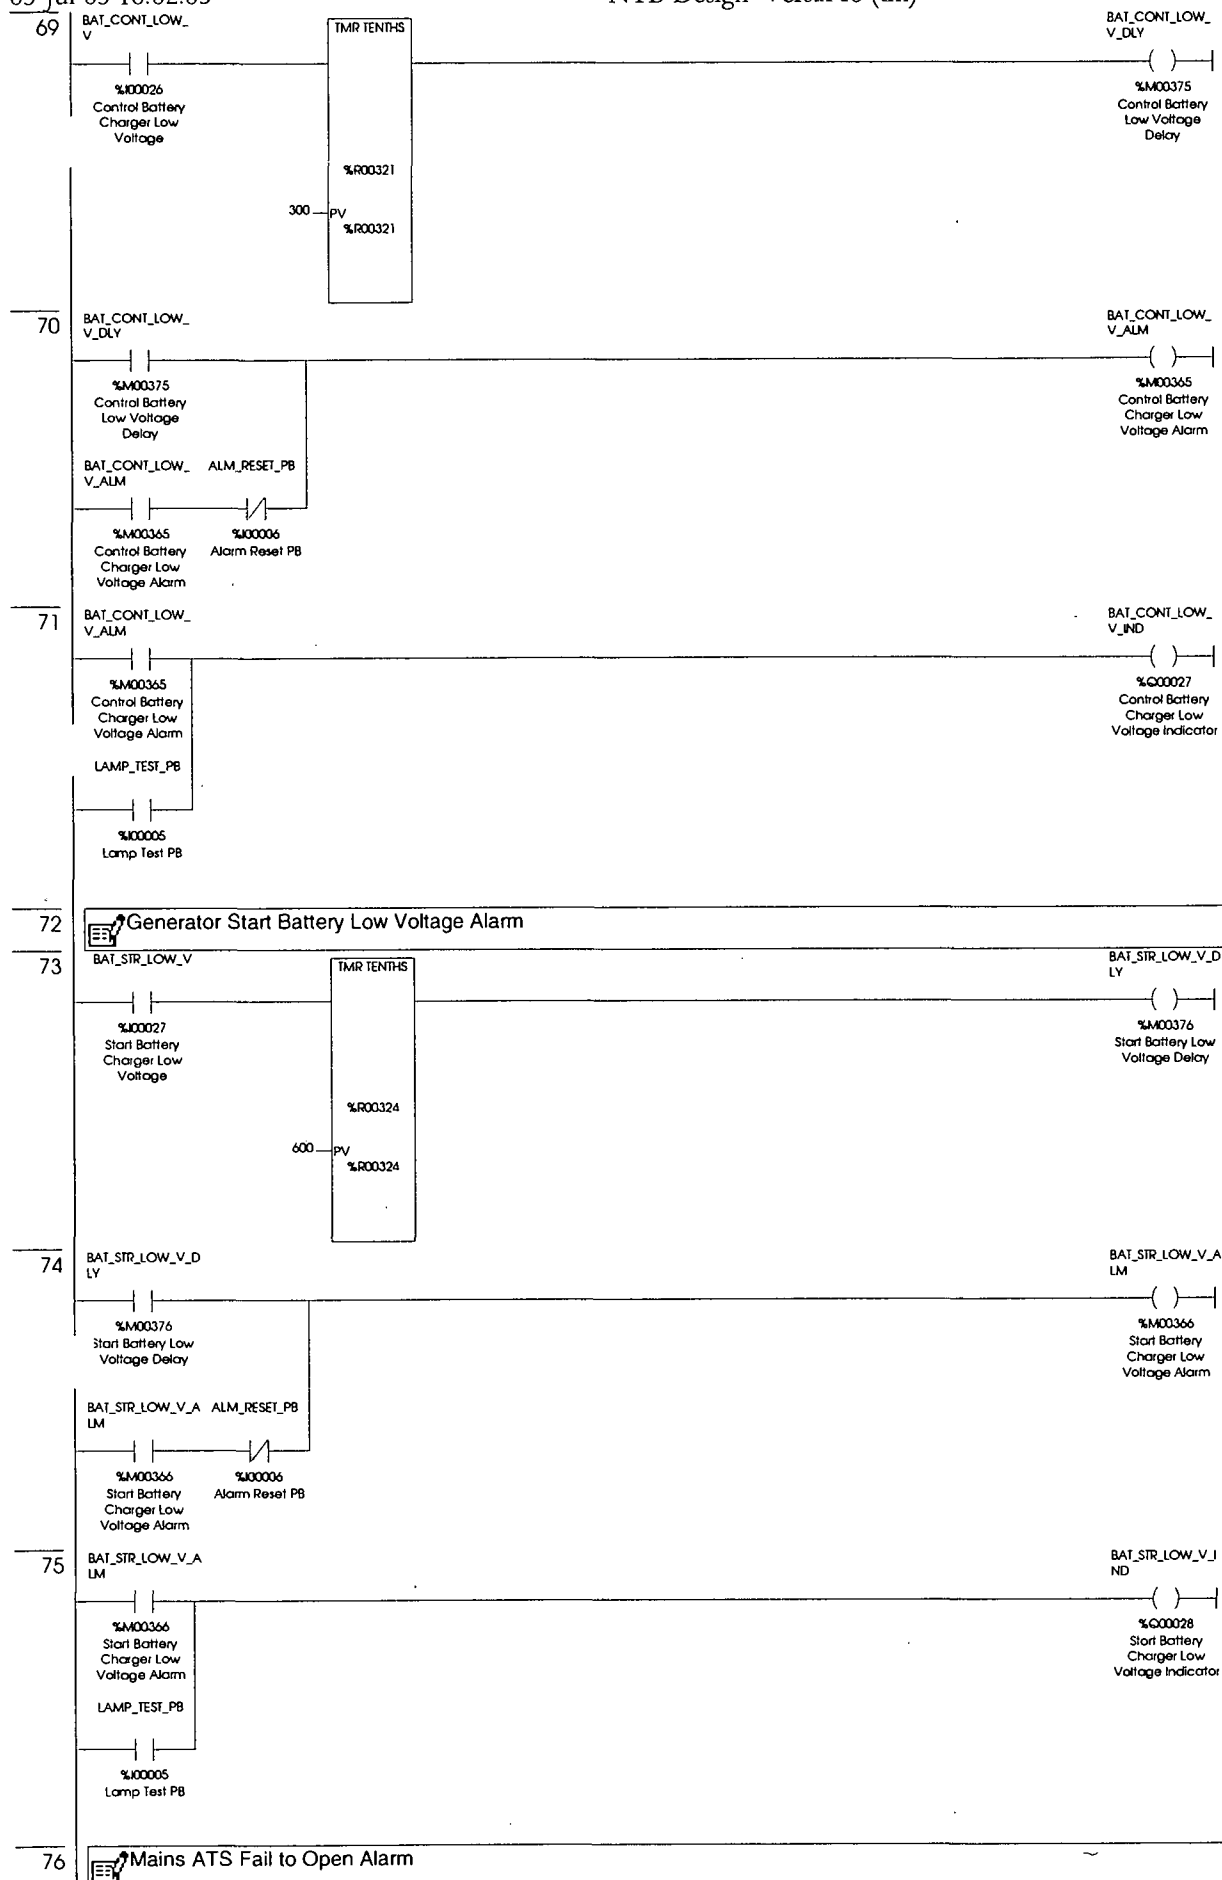 69
BAT_CONT_LOW_
V
TMR TENTHS
BAT_CONT_LOW_
V_DLY
%I00026
Control Battery
Charger Low
Voltage
%M00375
Control Battery
Low Voltage
Delay
%R00321
300
PV
%R00321
70
BAT_CONT_LOW_
V_DLY
BAT_CONT_LOW_
V_ALM
%M00375
Control Battery
Low Voltage
Delay
%M00365
Control Battery
Charger Low
Voltage Alarm
BAT_CONT_LOW_
V_ALM
ALM_RESET_PB
%M00365
Control Battery
Charger Low
Voltage Alarm
%I00006
Alarm Reset PB
71
BAT_CONT_LOW_
V_ALM
BAT_CONT_LOW_
V_IND
%M00365
Control Battery
Charger Low
Voltage Alarm
%Q00027
Control Battery
Charger Low
Voltage Indicator
LAMP_TEST_PB
%I00005
Lamp Test PB
72
Generator Start Battery Low Voltage Alarm
73
BAT_STR_LOW_V
TMR TENTHS
BAT_STR_LOW_V_D
LY
%I00027
Start Battery
Charger Low
Voltage
%M00376
Start Battery Low
Voltage Delay
%R00324
600
PV
%R00324
74
BAT_STR_LOW_V_D
LY
BAT_STR_LOW_V_A
LM
%M00376
Start Battery Low
Voltage Delay
%M00366
Start Battery
Charger Low
Voltage Alarm
BAT_STR_LOW_V_A
LM
ALM_RESET_PB
%M00366
Start Battery
Charger Low
Voltage Alarm
%I00006
Alarm Reset PB
75
BAT_STR_LOW_V_A
LM
BAT_STR_LOW_V_I
ND
%M00366
Start Battery
Charger Low
Voltage Alarm
%Q00028
Start Battery
Charger Low
Voltage Indicator
LAMP_TEST_PB
%I00005
Lamp Test PB
76
Mains ATS Fail to Open Alarm